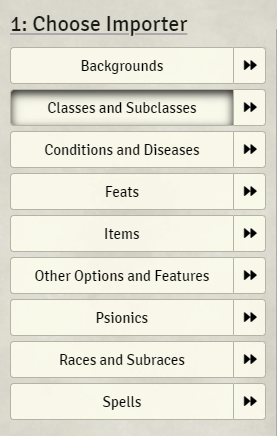 1: Choose Importer
Backgrounds
Classes and Subclasses
Conditions and Diseases
Feats
Items
Other Options and Features
Psionics
Races and Subraces
Spells